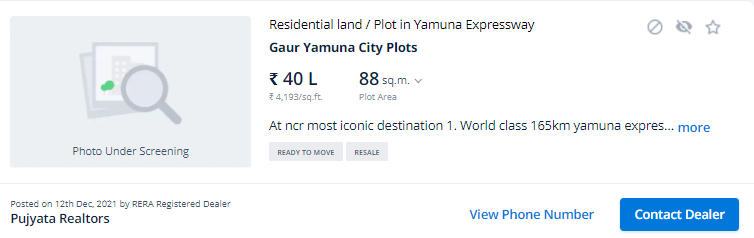 Residential land / Plot in Yamuna Expressway
Gaur Yamuna City Plots
₹ 40 L
88 sq.m.
₹ 4,193/sq.ft.
Plot Area
At ncr most iconic destination 1. World class 165km yamuna expres... more
Photo Under Screening
READY TO MOVE
RESALE
Posted on 12th Dec, 2021 by RERA Registered Dealer
Pujyata Realtors
View Phone Number
Contact Dealer